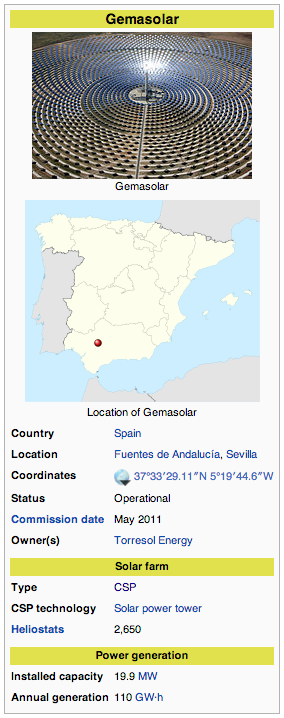 Gemasolar
Gemasolar
Location of Gemasolar
Country Spain
Location Fuentes de Andalucía, Sevilla
Coordinates 37°33′29.11″N 5°19′44.6″W
Status Operational
Commission date May 2011
Owner(s) Torresol Energy
Solar farm
Type CSP
CSP technology Solar power tower
Heliostats 2,650
Power generation
Installed capacity 19.9 MW
Annual generation 110 GW·h